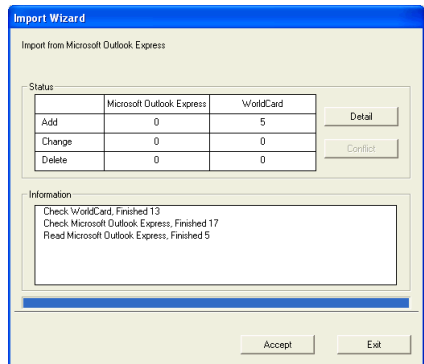 Import Wizard
Import from Microsoft Outlook Express
Status
Microsoft Outlook Express WorldCard
Add 0 5
Detail
Change 0 0
Conflict
Delete 0 0
Information
Check WorldCard, Finished 13
Check Microsoft Outlook Express, Finished 17
Read Microsoft Outlook Express, Finished 5
Accept Exit